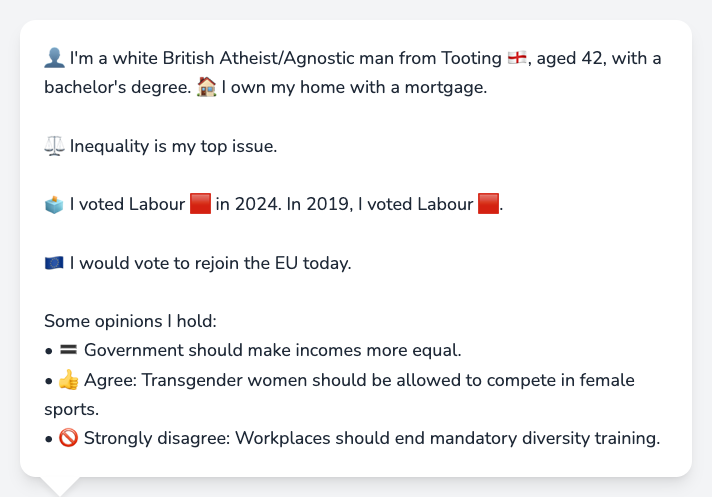 👤 I'm a white British Atheist/Agnostic man from Tooting 🏴󠁧󠁢󠁥󠁮󠁧󠁿, aged 42, with a
bachelor's degree. 🏠 I own my home with a mortgage.
⚖️ Inequality is my top issue.
🗳️ I voted Labour 🟥 in 2024. In 2019, I voted Labour 🟥.
🇪🇺 I would vote to rejoin the EU today.
Some opinions I hold:
• 🟰 Government should make incomes more equal.
• 👍 Agree: Transgender women should be allowed to compete in female
sports.
• 🚫 Strongly disagree: Workplaces should end mandatory diversity training.